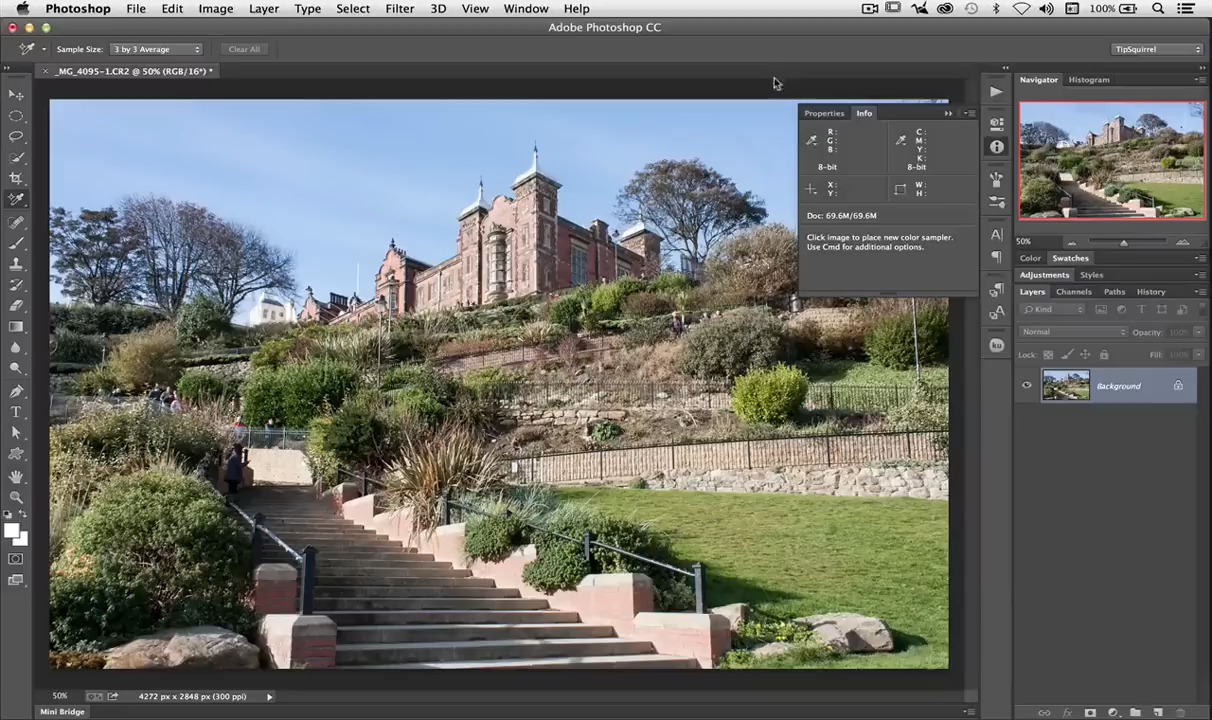 Photoshop File Edit Image Layer Type Select Filter 3D View Window Help 100%
Adobe Photoshop CC
Sample Size: 3 by 3 Average Clear All TipSquirrel
_MG_4095-1.CR2 @ 50% (RGB/16*) *
Navigator Histogram
Properties Info
R: C:
G: M:
B: Y:
K:
8-bit 8-bit
X: W:
Y: H:
Doc: 69.6M/69.6M
Click image to place new color sampler.
Use Cmd for additional options.
50%
Color Swatches
Adjustments Styles
Layers Channels Paths History
Kind
Normal Opacity: 100%
Lock: Fill: 100%
Background
ku
50% 4272 px x 2848 px (300 ppi)
Mini Bridge